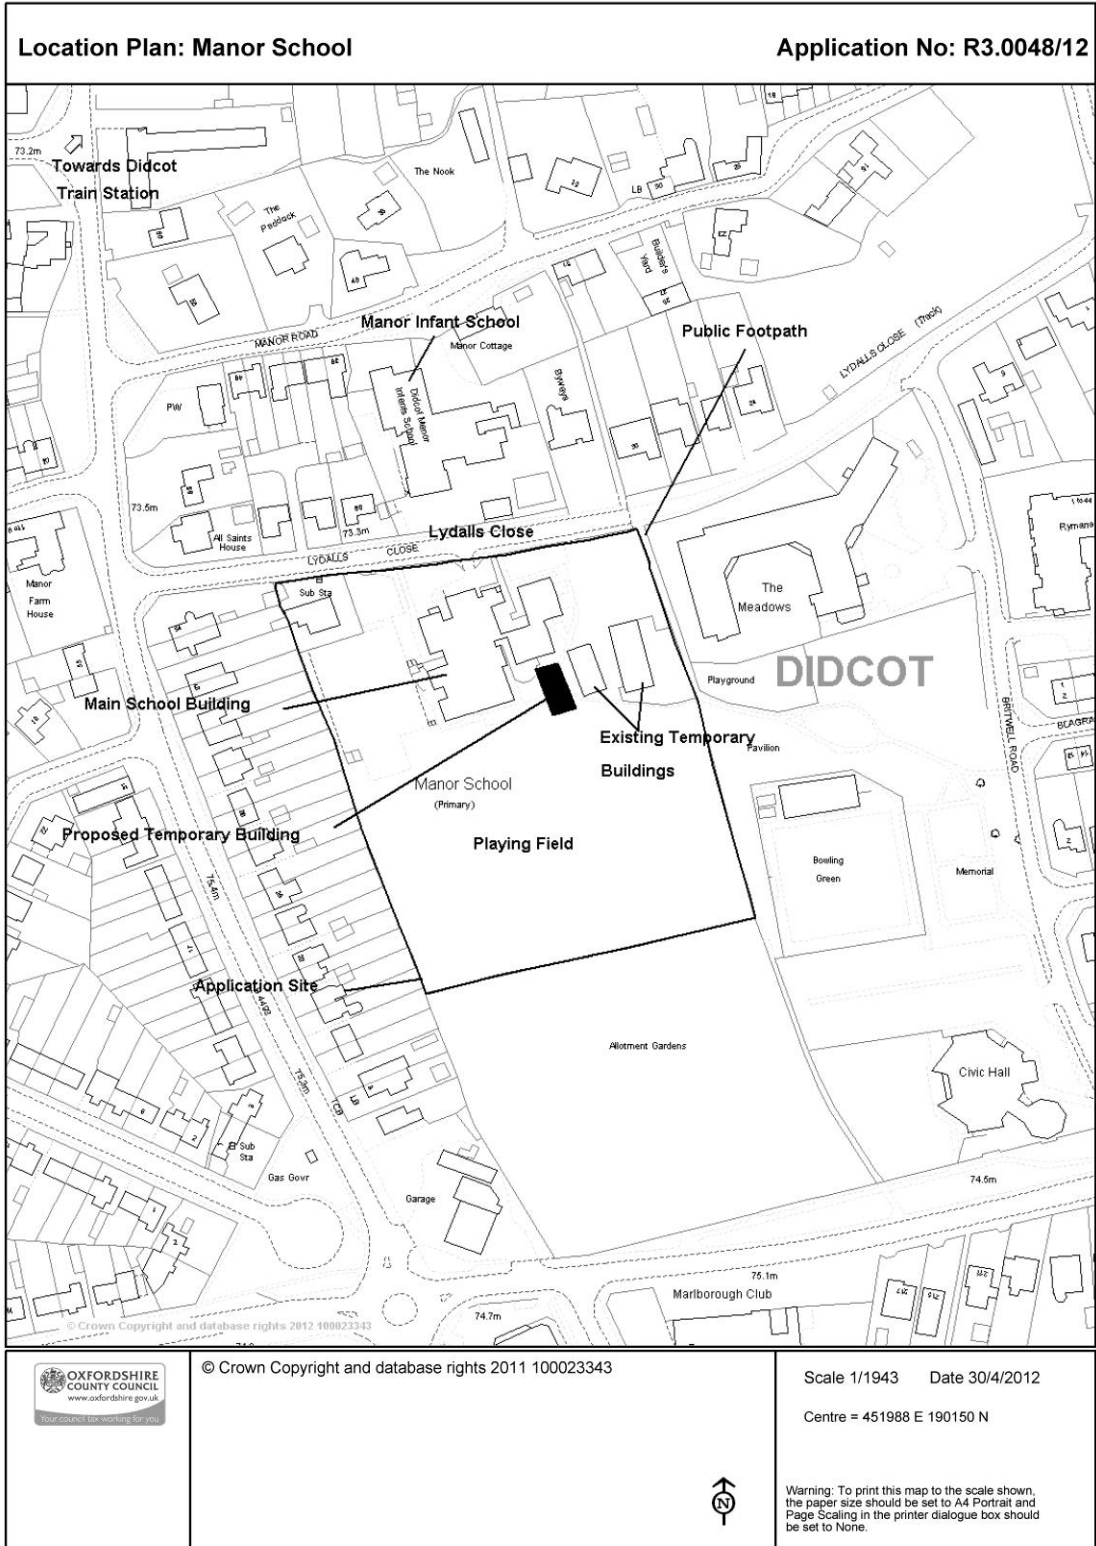 Location Plan: Manor School
Application No: R3.0048/12
73.2m
Towards Didcot
Train Station
The Nook
The
Paddock
LB
Builder's
Yard
Manor Infant School
Public Footpath
MANOR ROAD
Manor Cottage
LYDALLS CLOSE (Track)
PW
Didcot Manor
Infants School
Byways
73.5m
All Saints
House
73.3m
Lydalls Close
LYDALLS CLOSE
Manor
Farm
House
Sub Sta
The
Meadows
DIDCOT
Playground
Main School Building
Existing Temporary
Buildings
Pavilion
BRITWELL ROAD
Manor School
(Primary)
Proposed Temporary Building
Playing Field
Bowling
Green
Memorial
75.4m
Application Site
75.3m
TCB
LB
Allotment Gardens
Civic Hall
Sub
Sta
Gas Govr
Garage
74.5m
75.1m
Marlborough Club
74.7m
© Crown Copyright and database rights 2012 100023343
OXFORDSHIRE
COUNTY COUNCIL
www.oxfordshire.gov.uk
Your council tax working for you
© Crown Copyright and database rights 2011 100023343
Scale 1/1943 Date 30/4/2012
Centre = 451988 E 190150 N
N
Warning: To print this map to the scale shown,
the paper size should be set to A4 Portrait and
Page Scaling in the printer dialogue box should
be set to None.